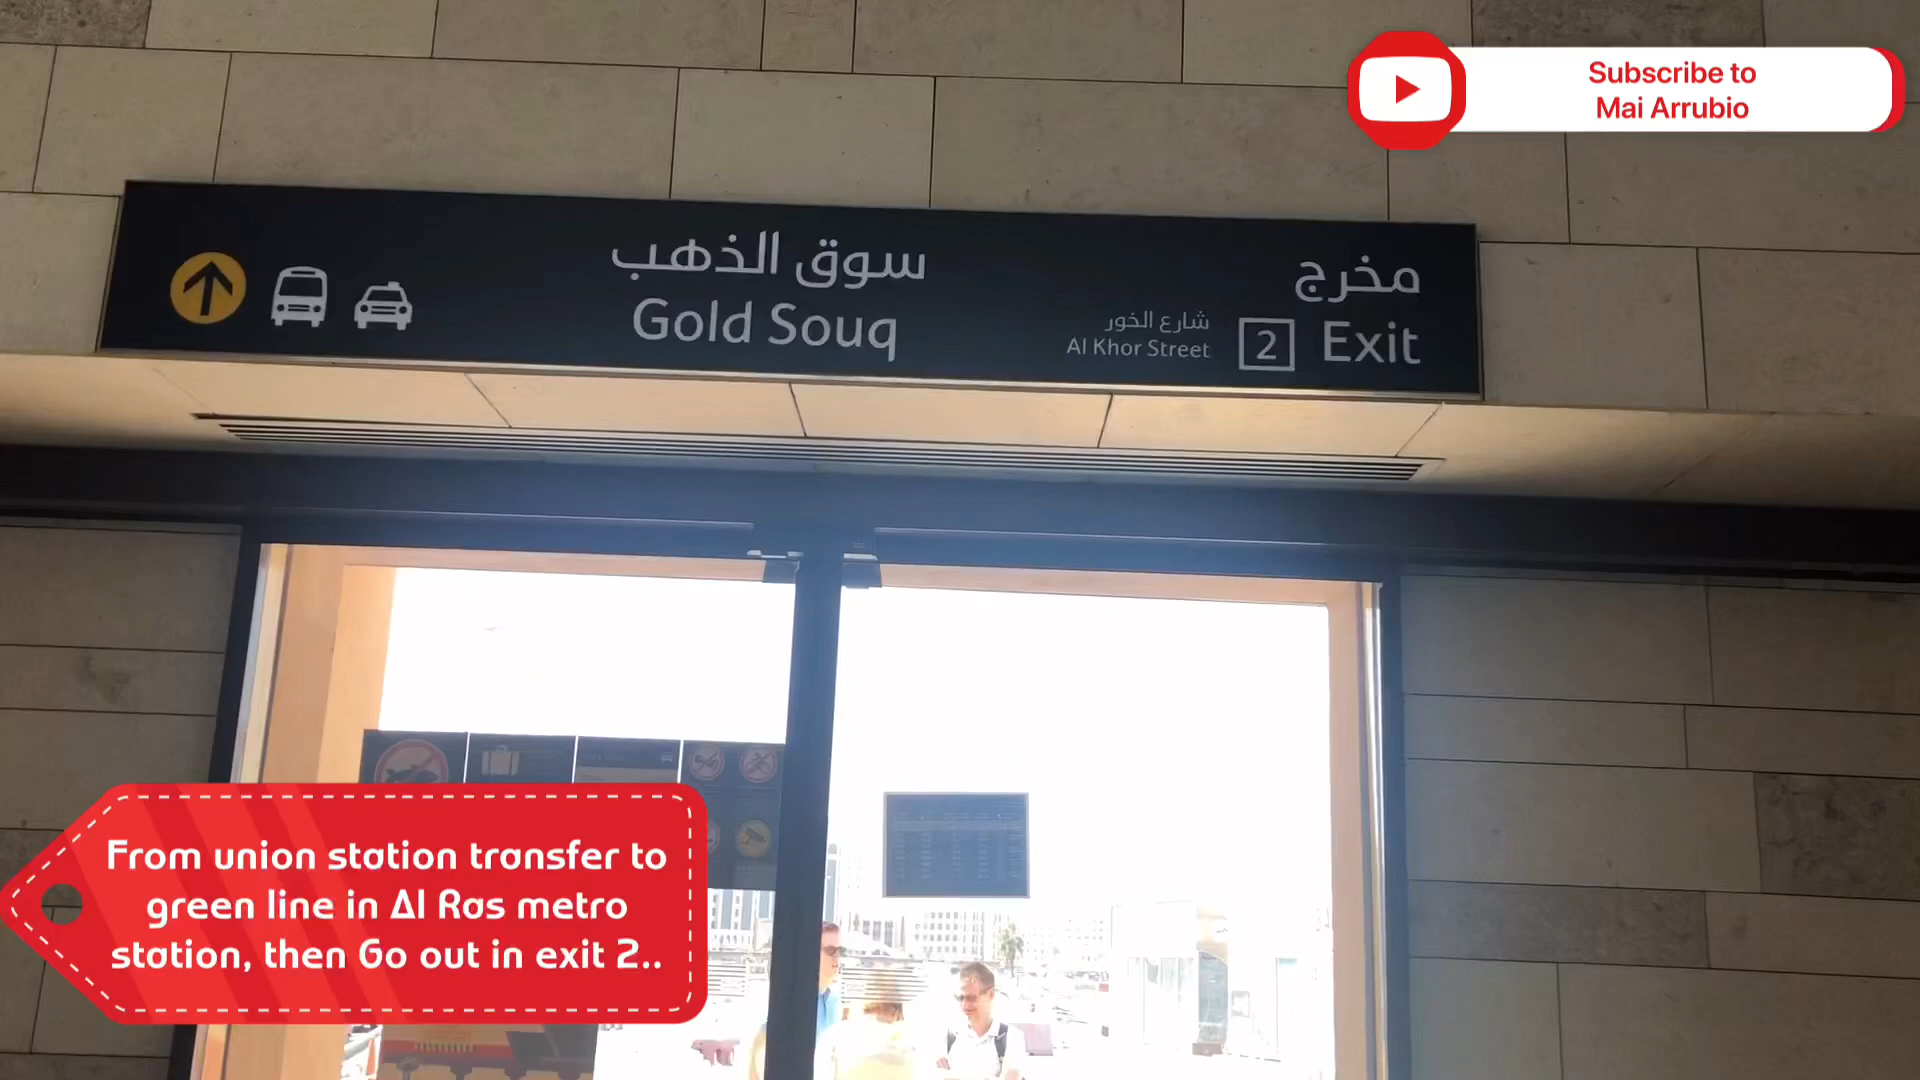 Subscribe to
Mai Arrubio
سوق الذهب
Gold Souq
مخرج
شارع الخور
Al Khor Street
2 Exit
From union station transfer to
green line in Al Ras metro
station, then Go out in exit 2..